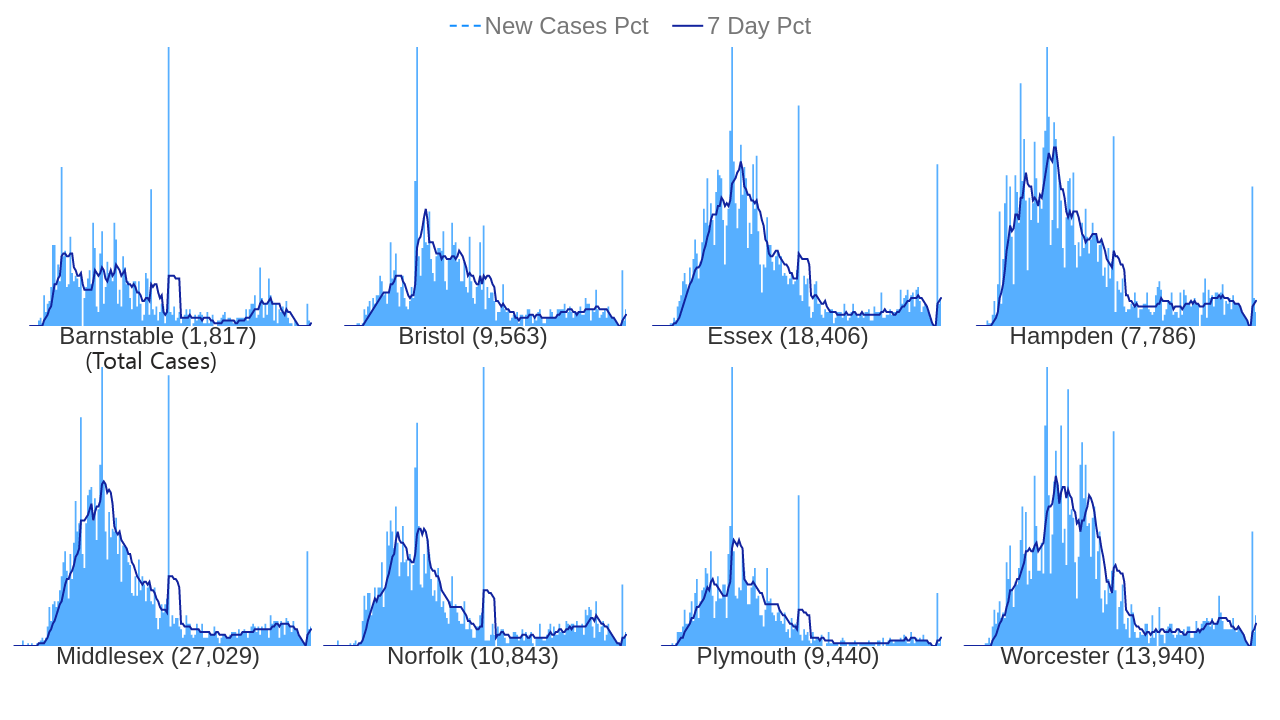 New Cases Pct 7 Day Pct
Barnstable (1,817)
(Total Cases)
Bristol (9,563)
Essex (18,406)
Hampden (7,786)
Middlesex (27,029)
Norfolk (10,843)
Plymouth (9,440)
Worcester (13,940)